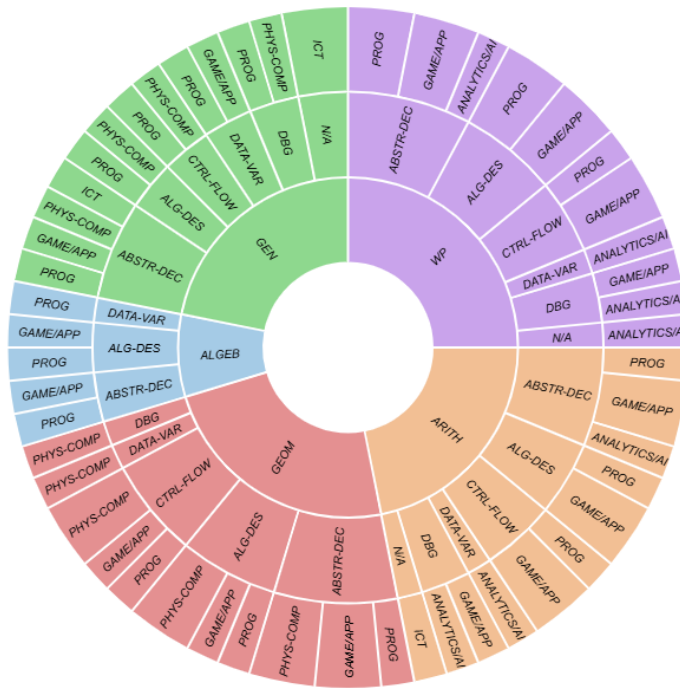 WP
ABSTR-DEC
PROG
GAME/APP
ANALYTICS/AI
ALG-DES
PROG
GAME/APP
CTRL-FLOW
PROG
GAME/APP
ANALYTICS/AI
DATA-VAR
GAME/APP
DBG
ANALYTICS/AI
N/A
ANALYTICS/AI
ARITH
ABSTR-DEC
PROG
GAME/APP
ANALYTICS/AI
ALG-DES
PROG
GAME/APP
CTRL-FLOW
PROG
GAME/APP
DATA-VAR
ANALYTICS/AI
DBG
GAME/APP
ANALYTICS/AI
N/A
ICT
GEOM
ABSTR-DEC
PROG
GAME/APP
PHYS-COMP
ALG-DES
PROG
GAME/APP
PHYS-COMP
CTRL-FLOW
PROG
GAME/APP
PHYS-COMP
DATA-VAR
PHYS-COMP
DBG
PHYS-COMP
ALGEB
ABSTR-DEC
PROG
GAME/APP
ALG-DES
PROG
GAME/APP
DATA-VAR
PROG
GEN
ABSTR-DEC
PROG
GAME/APP
PHYS-COMP
ICT
ALG-DES
PROG
PHYS-COMP
CTRL-FLOW
PROG
PHYS-COMP
DATA-VAR
PROG
GAME/APP
DBG
PROG
PHYS-COMP
N/A
ICT